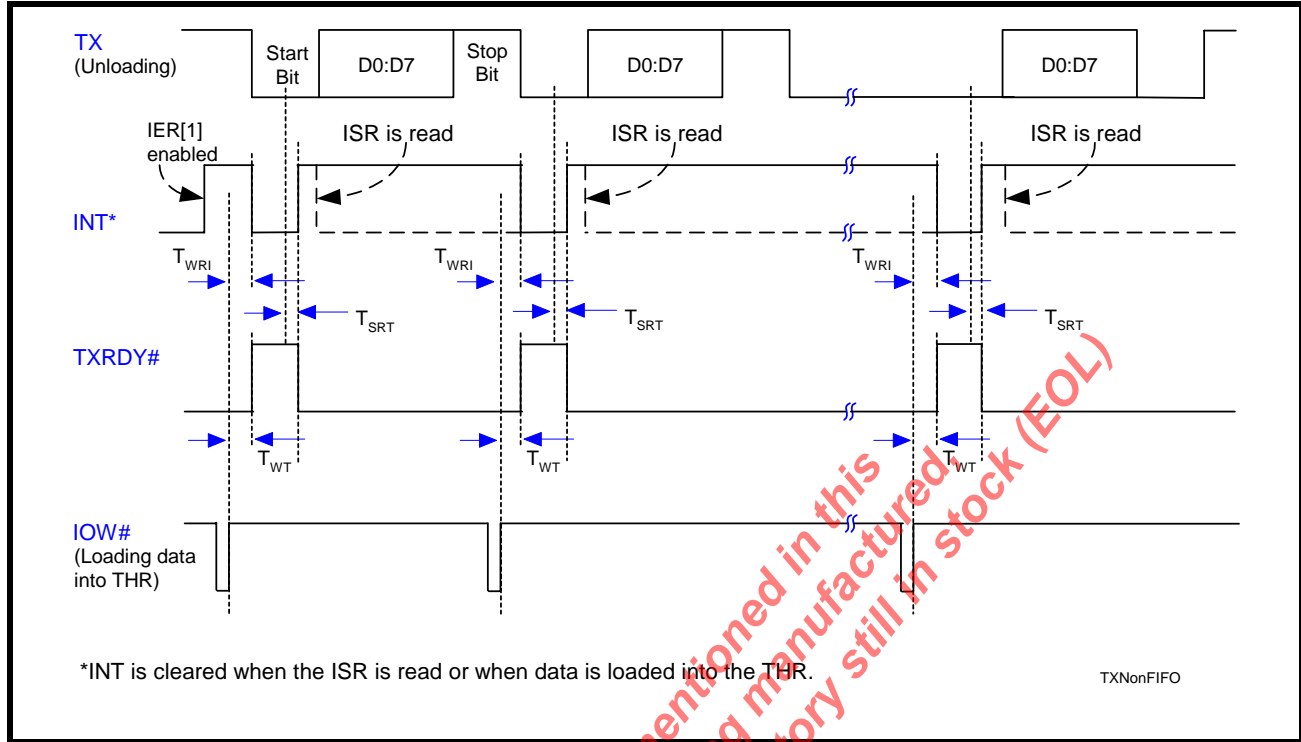 TX
(Unloading)
Start
Bit
D0:D7
Stop
Bit
D0:D7
D0:D7
IER[1]
enabled
ISR is read
ISR is read
ISR is read
INT*
TWRI
TWRI
TWRI
TSRT
TSRT
TSRT
TXRDY#
TWT
TWT
TWT
IOW#
(Loading data
into THR)
*INT is cleared when the ISR is read or when data is loaded into the THR.
TXNonFIFO
mentioned in this
manufactured,
still in stock (EOL)